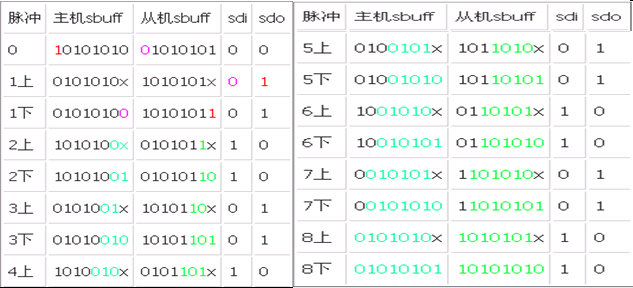 脉冲 主机sbuff 从机sbuff sdi sdo
0 10101010 01010101 0 0
1上 0101010x 1010101x 0 1
1下 01010100 10101011 0 1
2上 1010100x 0101011x 1 0
2下 10101001 01010110 1 0
3上 0101001x 1010110x 0 1
3下 01010010 10101101 0 1
4上 1010010x 0101101x 1 0
脉冲 主机sbuff 从机sbuff sdi sdo
5上 0100101x 1011010x 0 1
5下 01001010 10110101 0 1
6上 1001010x 0110101x 1 0
6下 10010101 01101010 1 0
7上 0010101x 1101010x 0 1
7下 00101010 11010101 0 1
8上 0101010x 1010101x 1 0
8下 01010101 10101010 1 0